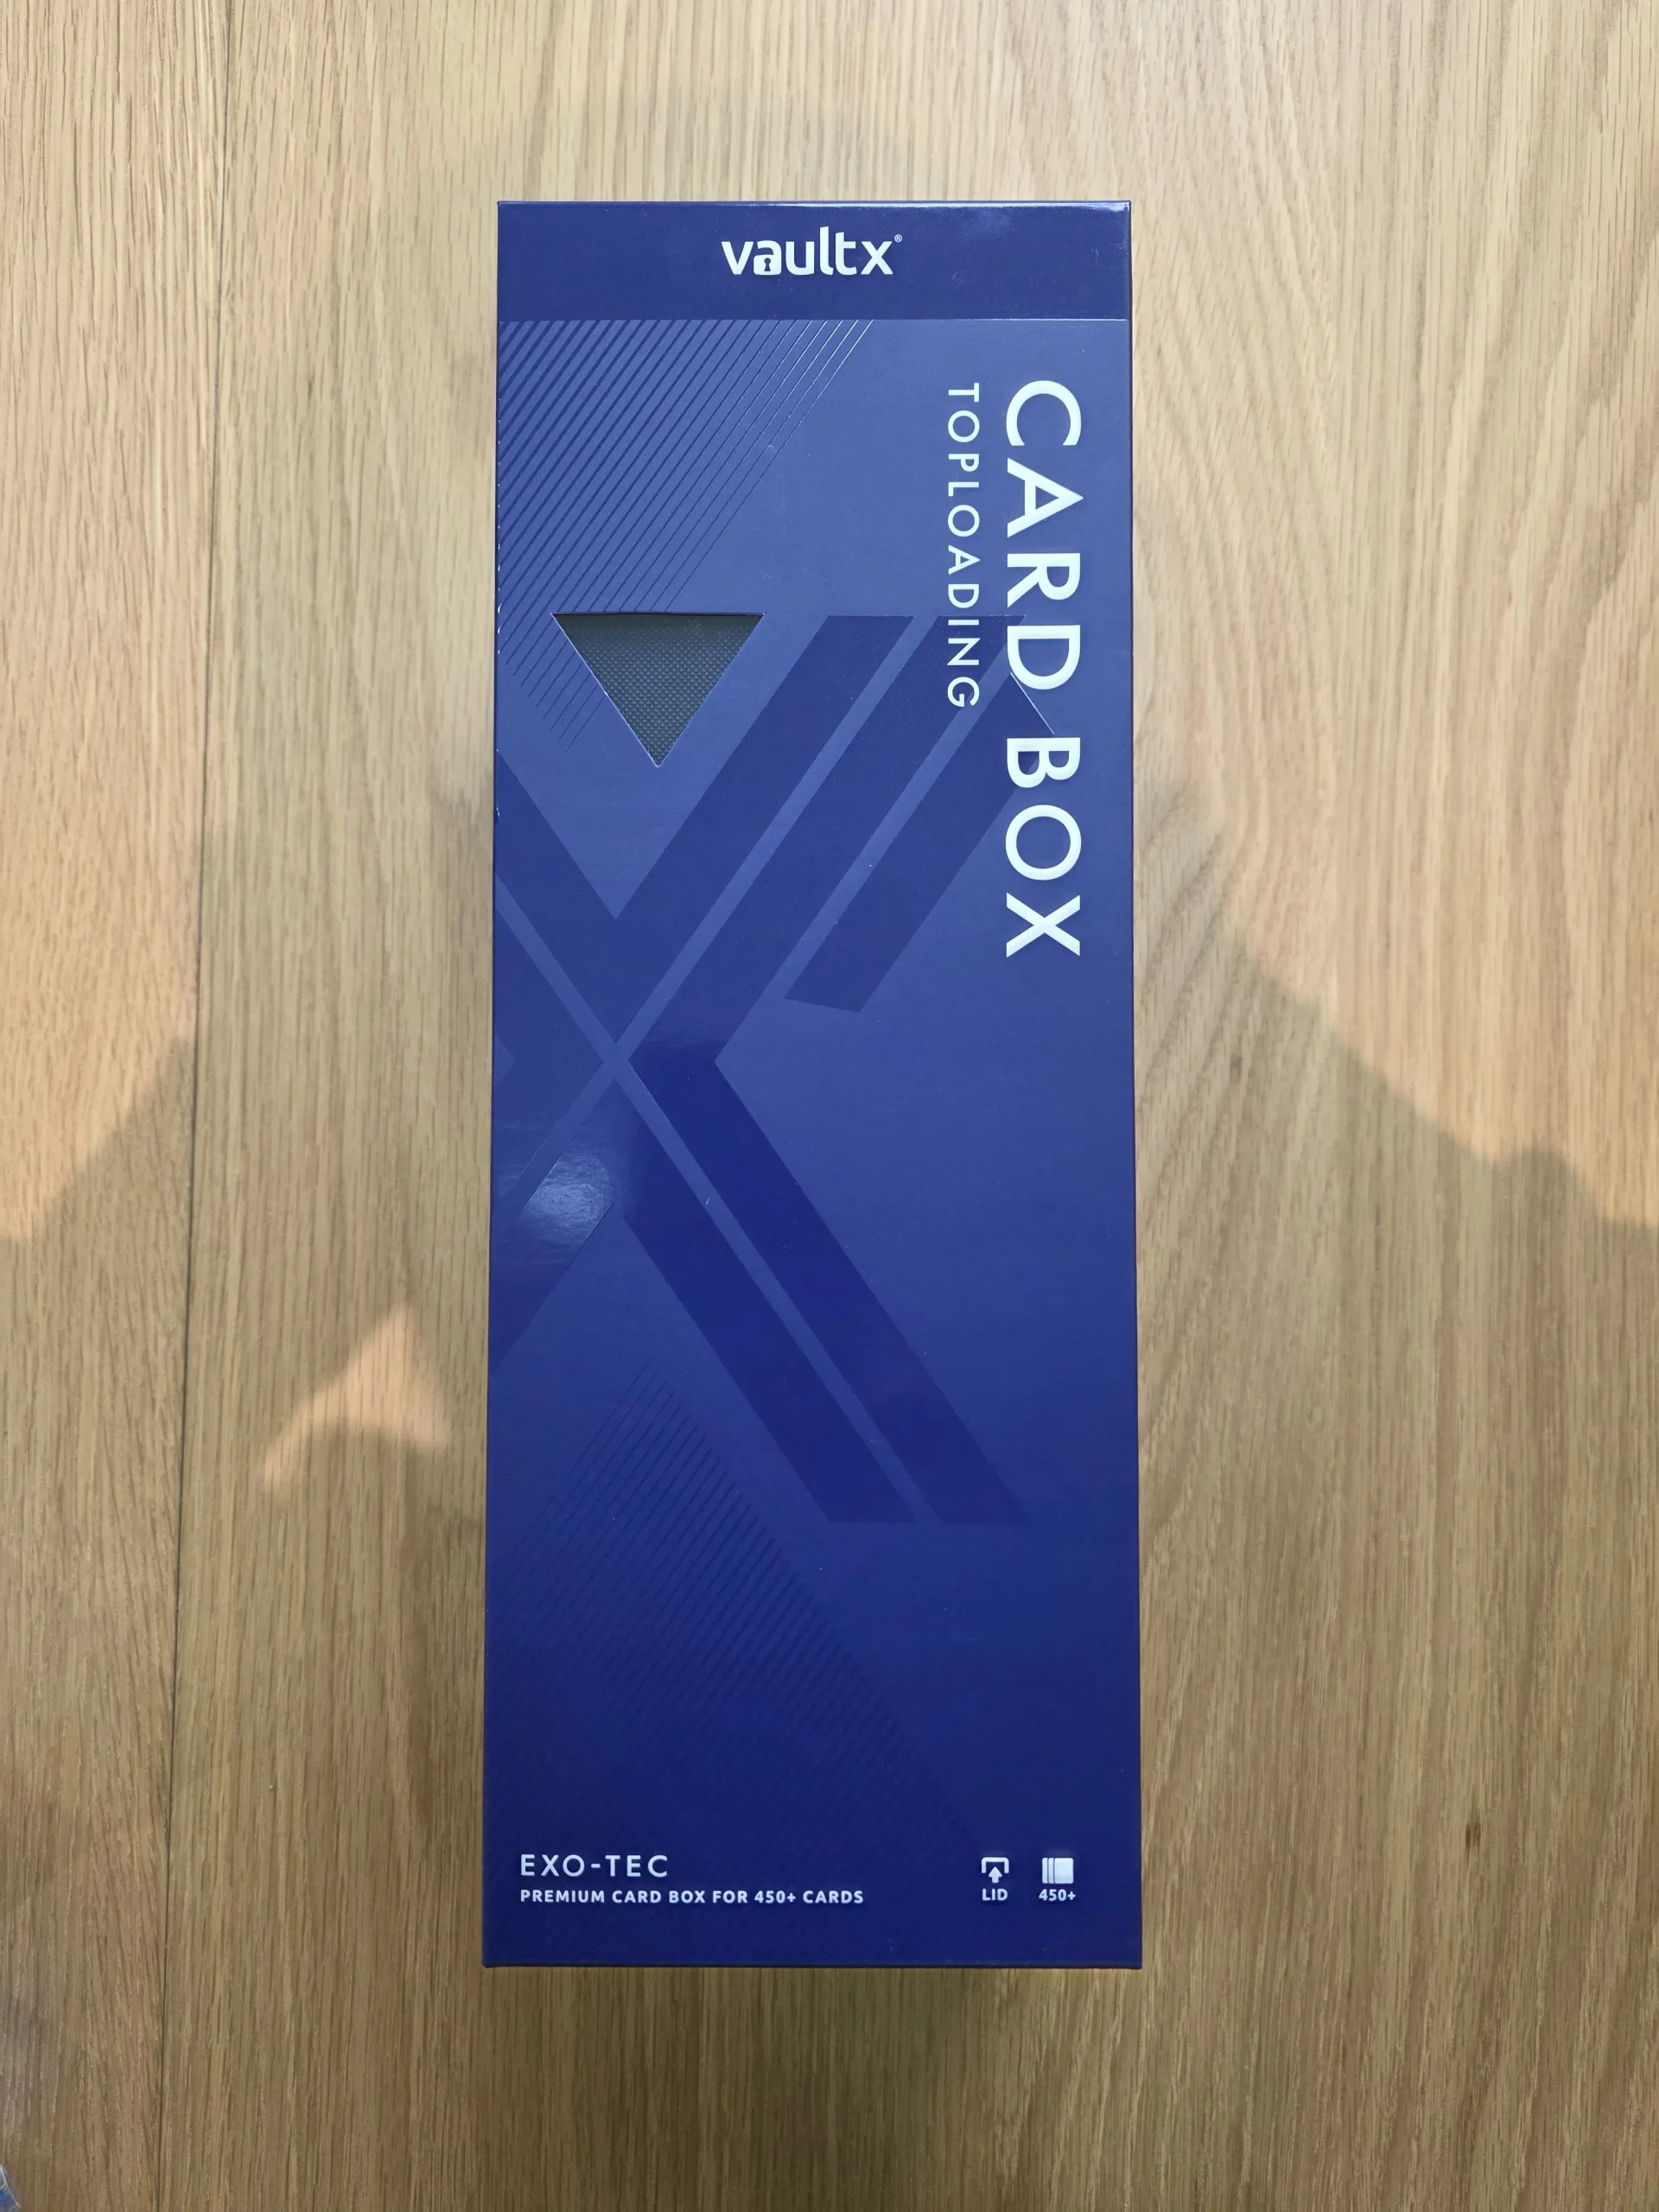 vaultx®
CARD BOX
TOPLOADING
EXO-TEC
PREMIUM CARD BOX FOR 450+ CARDS
LID
450+